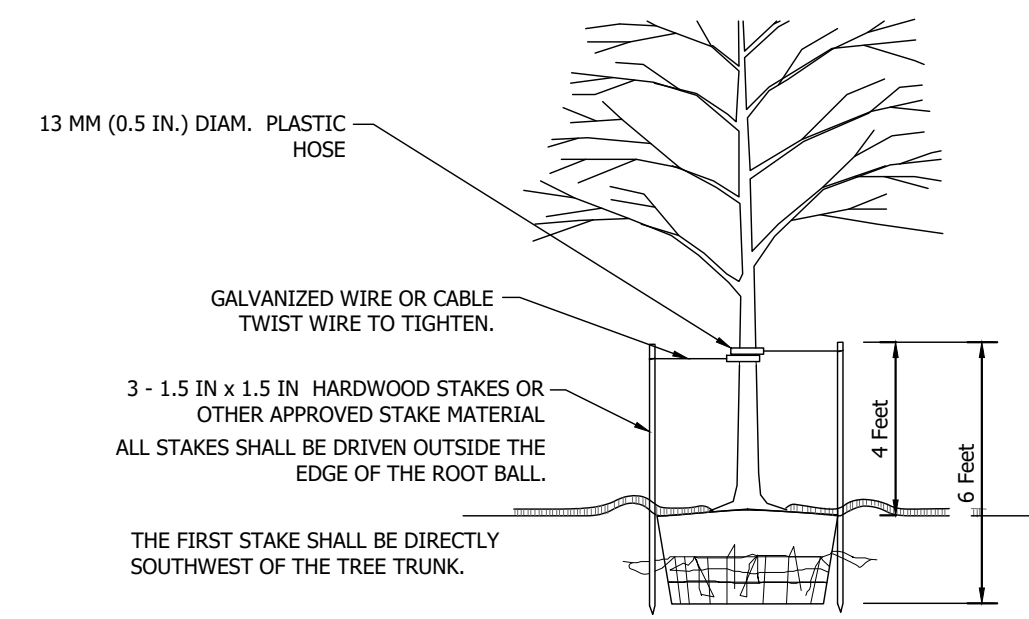 13 MM (0.5 IN.) DIAM. PLASTIC
HOSE
GALVANIZED WIRE OR CABLE
TWIST WIRE TO TIGHTEN.
3 - 1.5 IN x 1.5 IN HARDWOOD STAKES OR
OTHER APPROVED STAKE MATERIAL
ALL STAKES SHALL BE DRIVEN OUTSIDE THE
EDGE OF THE ROOT BALL.
THE FIRST STAKE SHALL BE DIRECTLY
SOUTHWEST OF THE TREE TRUNK.
4 Feet
6 Feet